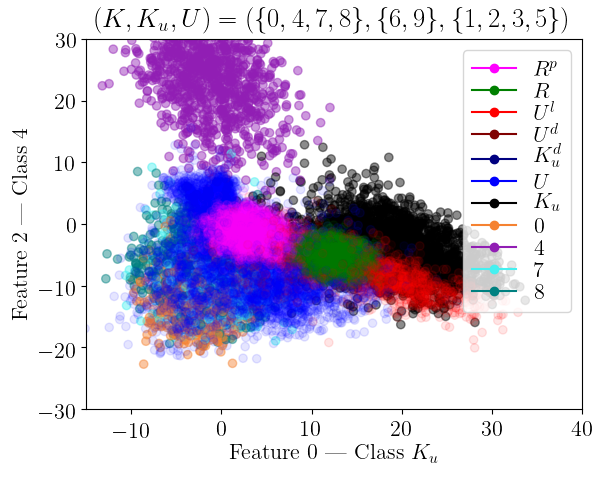 (K, K_u, U) = ({0, 4, 7, 8}, {6, 9}, {1, 2, 3, 5})
30
20
10
0
−10
−20
−30
Feature 2 — Class 4
R^p
R
U^l
U^d
K_u^d
U
K_u
0
4
7
8
−10
0
10
20
30
40
Feature 0 — Class K_u